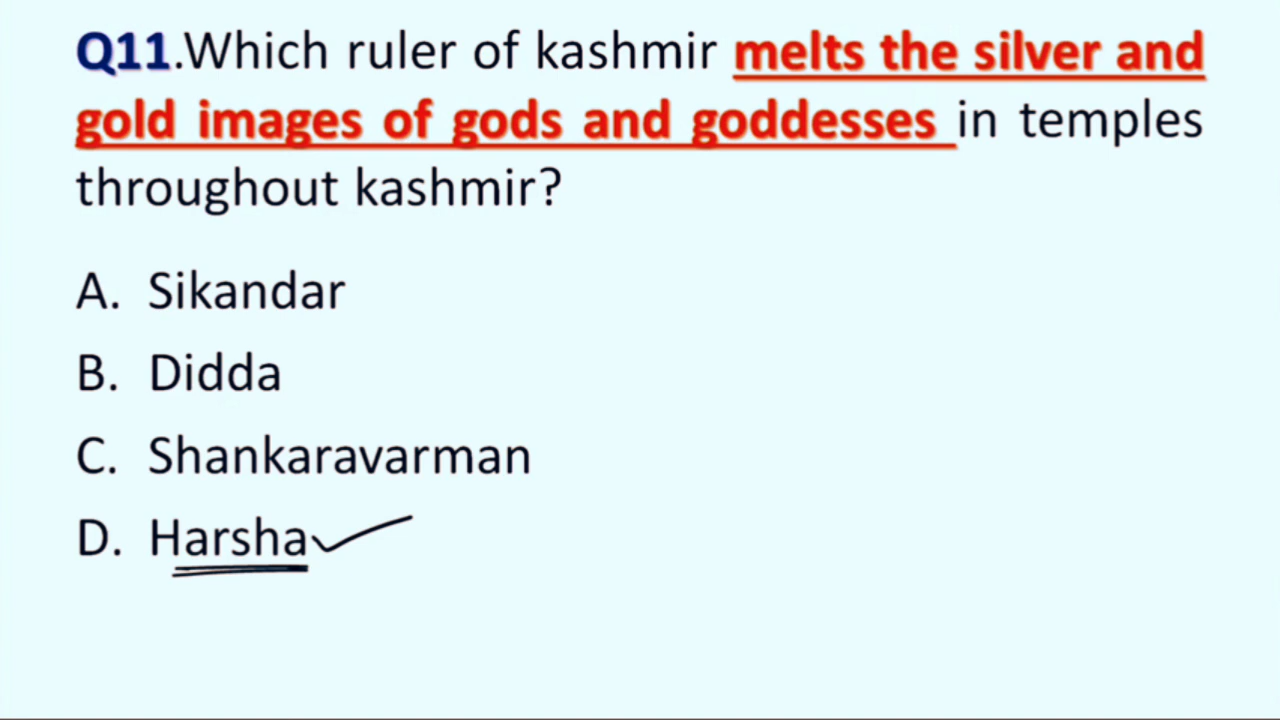 Q11.Which ruler of kashmir melts the silver and
gold images of gods and goddesses in temples
throughout kashmir?
A. Sikandar
B. Didda
C. Shankaravarman
D. Harsha